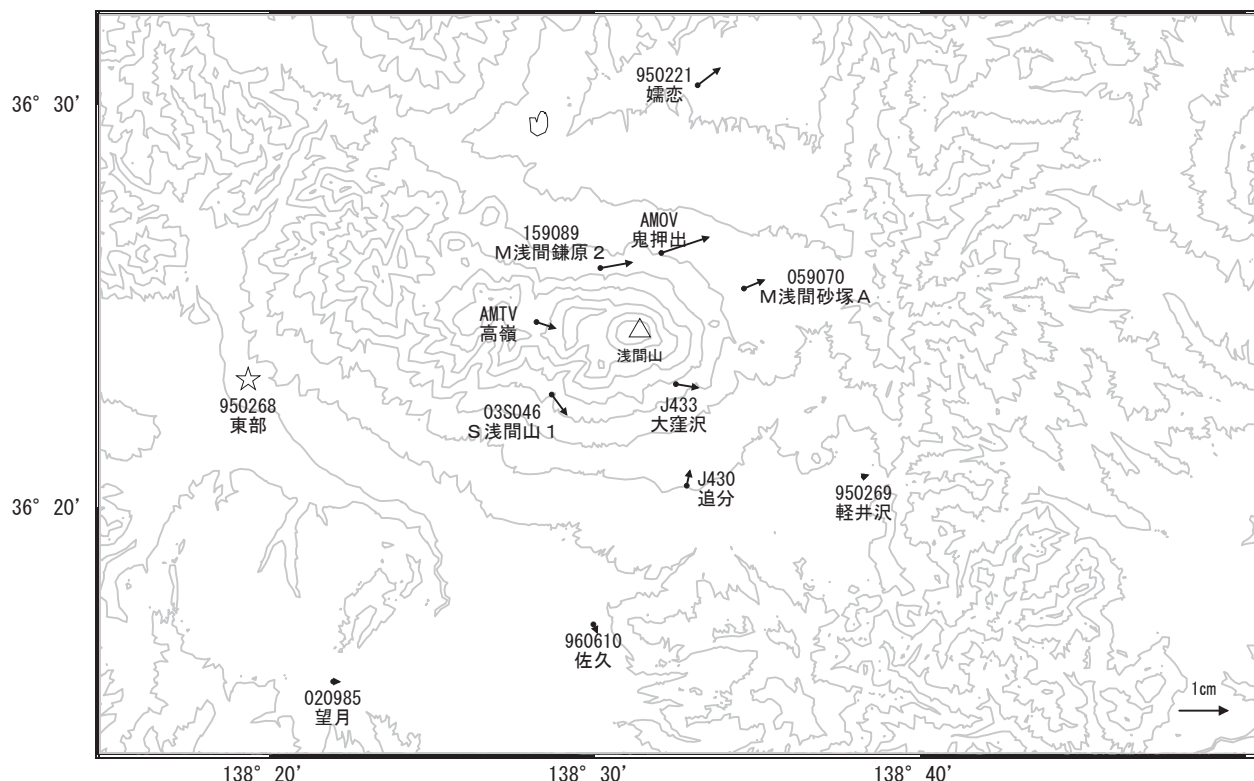 950221
嬬恋
36° 30′
AMOV
鬼押出
159089
M浅間鎌原2
059070
M浅間砂塚A
AMTV
高嶺
浅間山
950268
東部
03S046
S浅間山1
J433
大窪沢
J430
追分
950269
軽井沢
36° 20′
960610
佐久
020985
望月
1cm
138° 20′
138° 30′
138° 40′